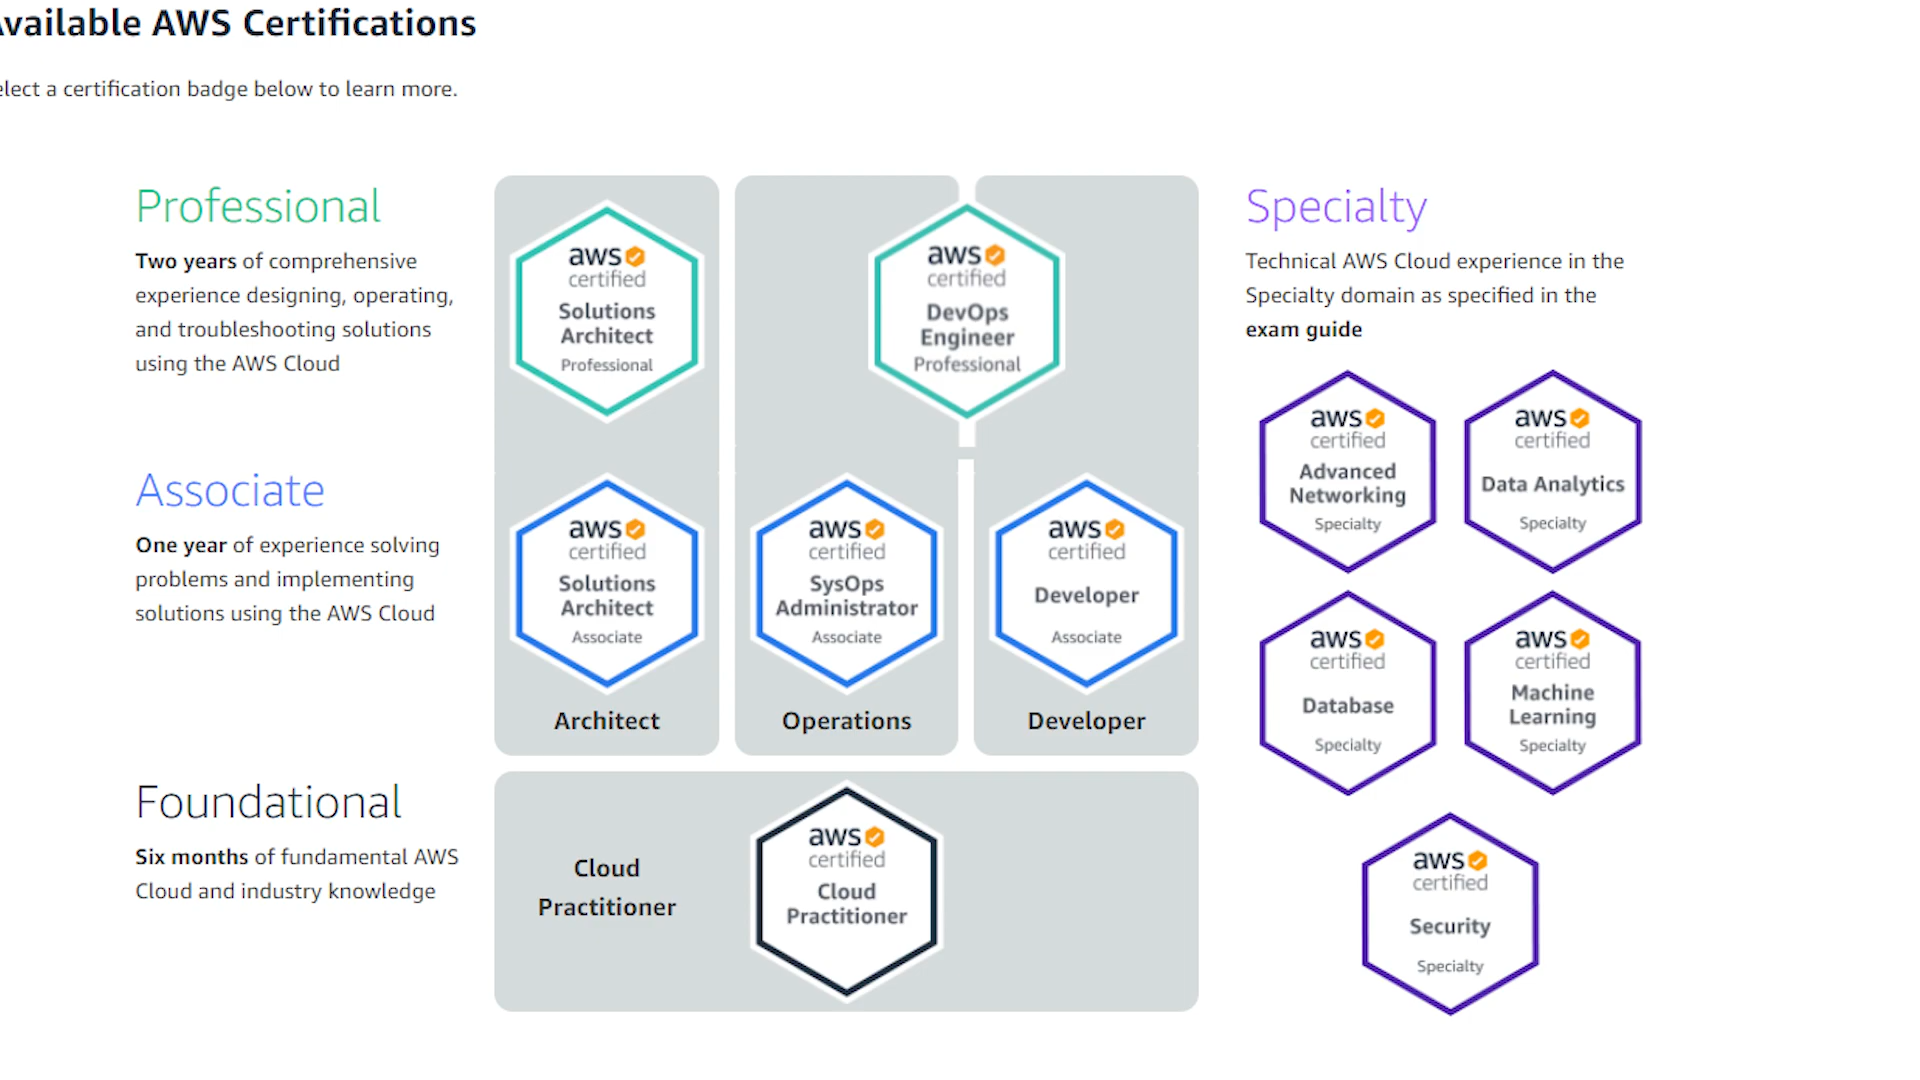 Available AWS Certifications
elect a certification badge below to learn more.
Professional
Two years of comprehensive
experience designing, operating,
and troubleshooting solutions
using the AWS Cloud
aws
certified
Solutions
Architect
Professional
aws
certified
DevOps
Engineer
Professional
Associate
One year of experience solving
problems and implementing
solutions using the AWS Cloud
aws
certified
Solutions
Architect
Associate
Architect
aws
certified
SysOps
Administrator
Associate
Operations
aws
certified
Developer
Associate
Developer
Foundational
Six months of fundamental AWS
Cloud and industry knowledge
Cloud
Practitioner
aws
certified
Cloud
Practitioner
Specialty
Technical AWS Cloud experience in the
Specialty domain as specified in the
exam guide
aws
certified
Advanced
Networking
Specialty
aws
certified
Data Analytics
Specialty
aws
certified
Database
Specialty
aws
certified
Machine
Learning
Specialty
aws
certified
Security
Specialty